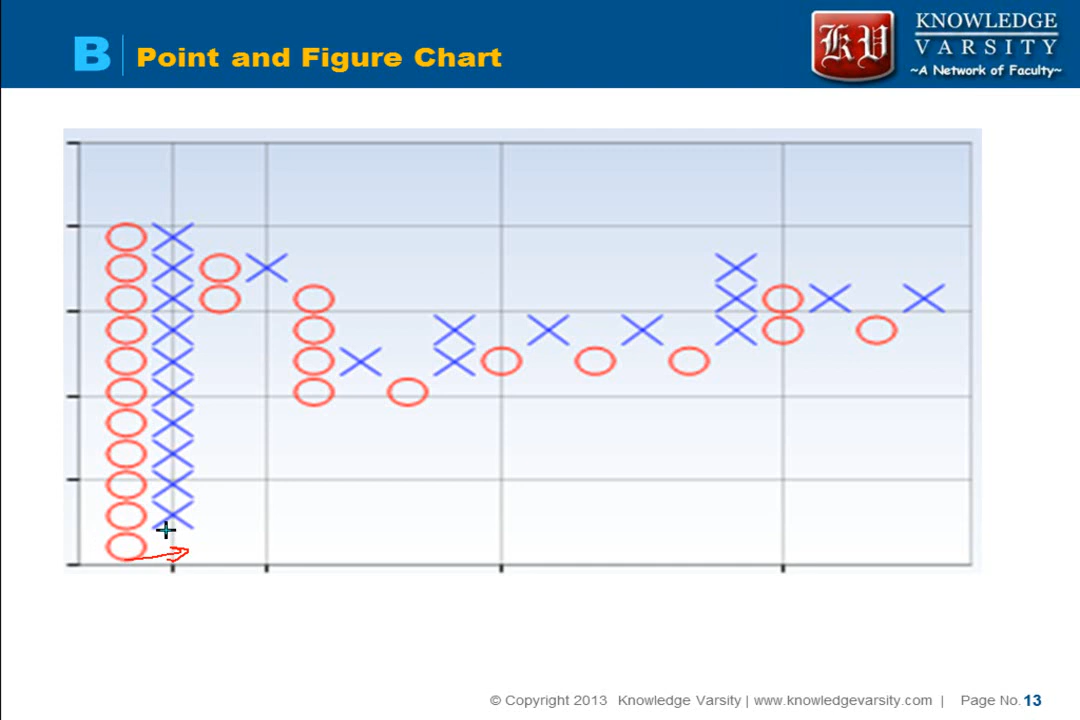 B Point and Figure Chart
KV
KNOWLEDGE
VARSITY
~A Network of Faculty~
© Copyright 2013 Knowledge Varsity | www.knowledgevarsity.com | Page No. 13